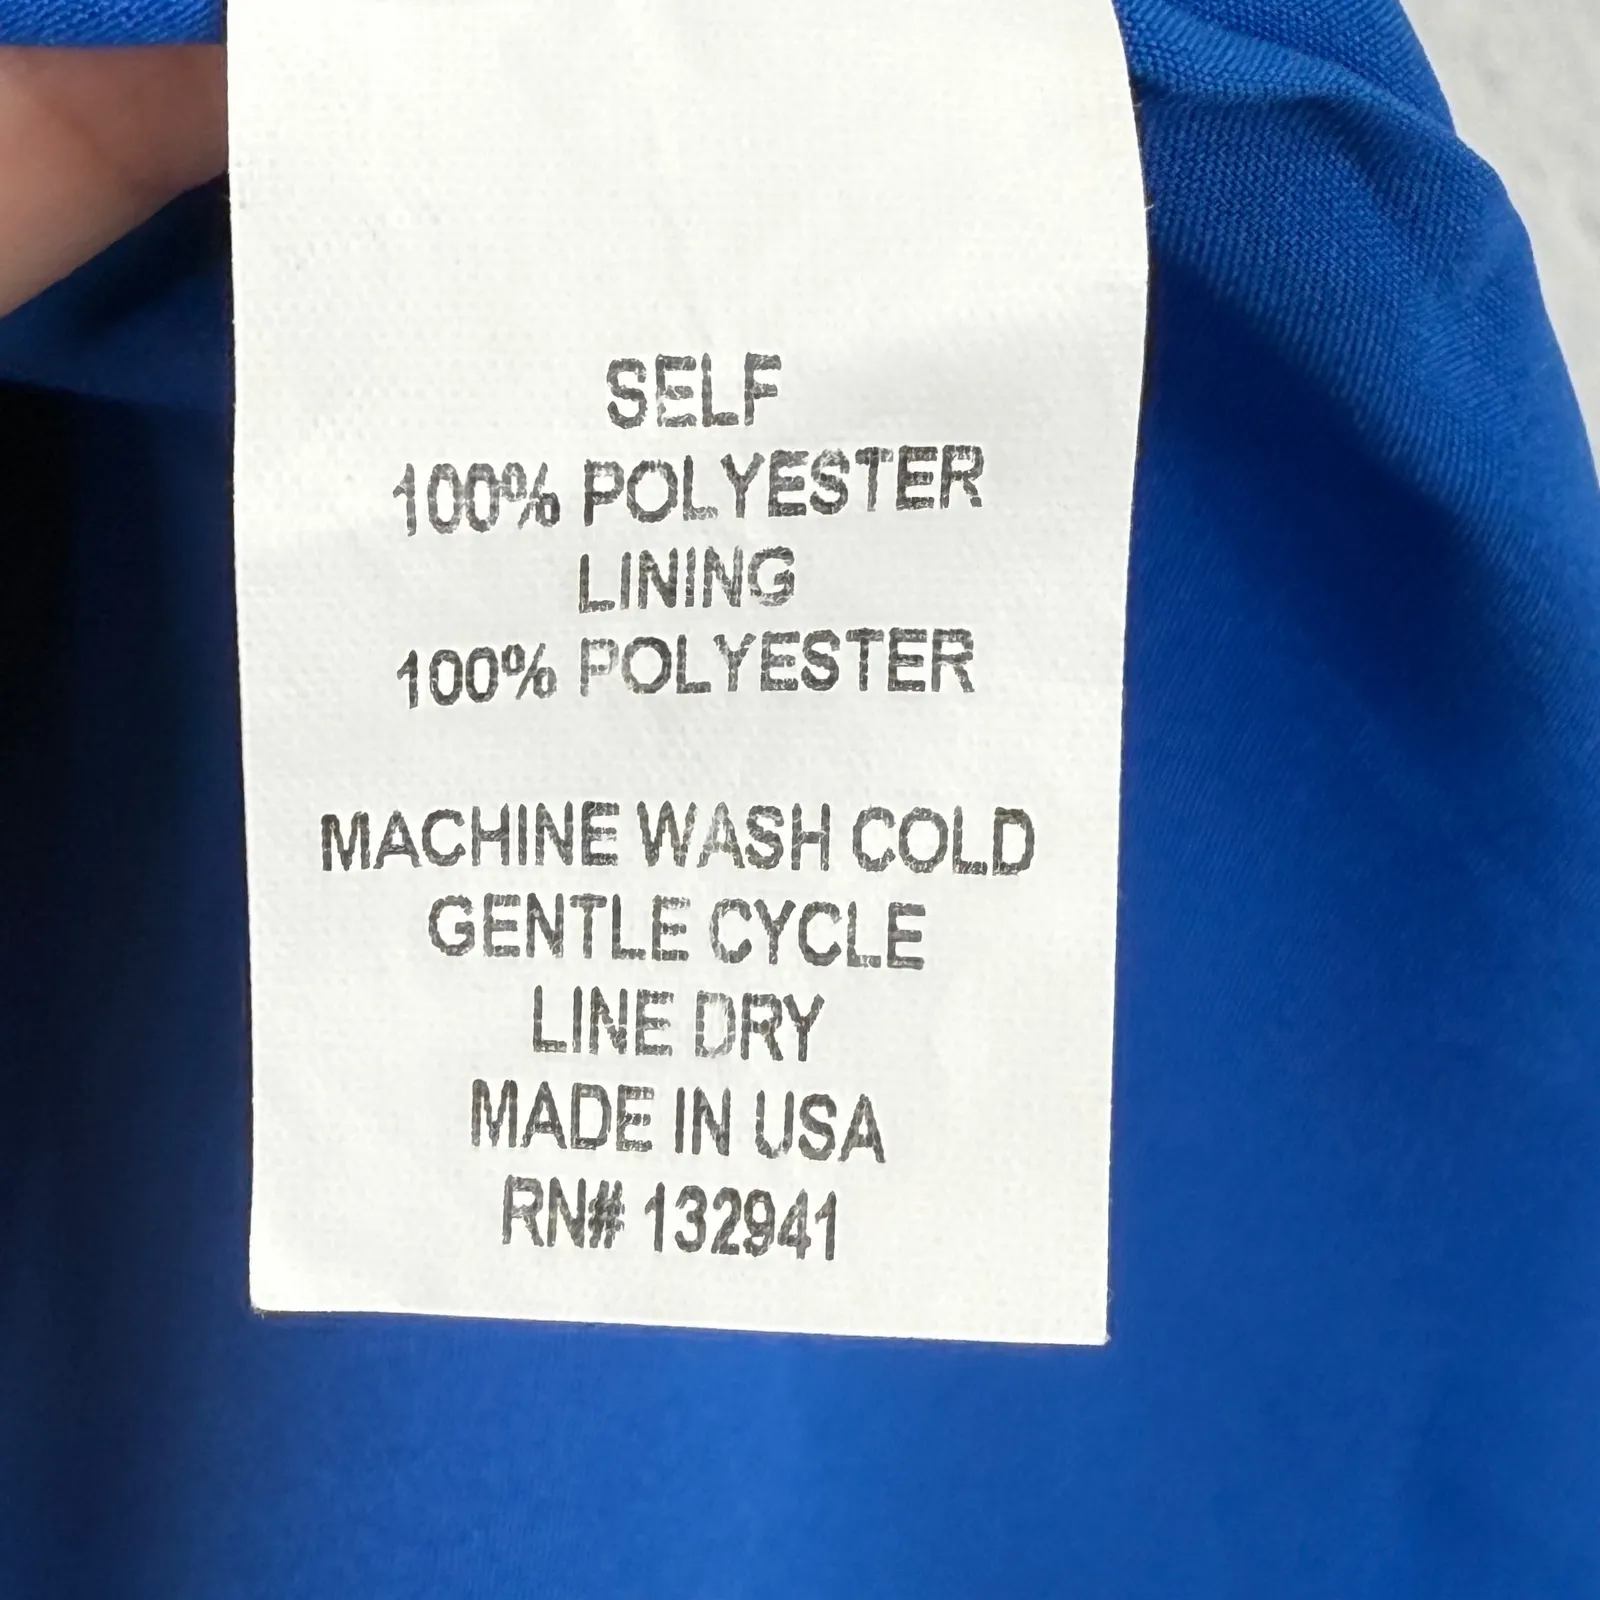 SELF
100% POLYESTER
LINING
100% POLYESTER
MACHINE WASH COLD
GENTLE CYCLE
LINE DRY
MADE IN USA
RN# 132941